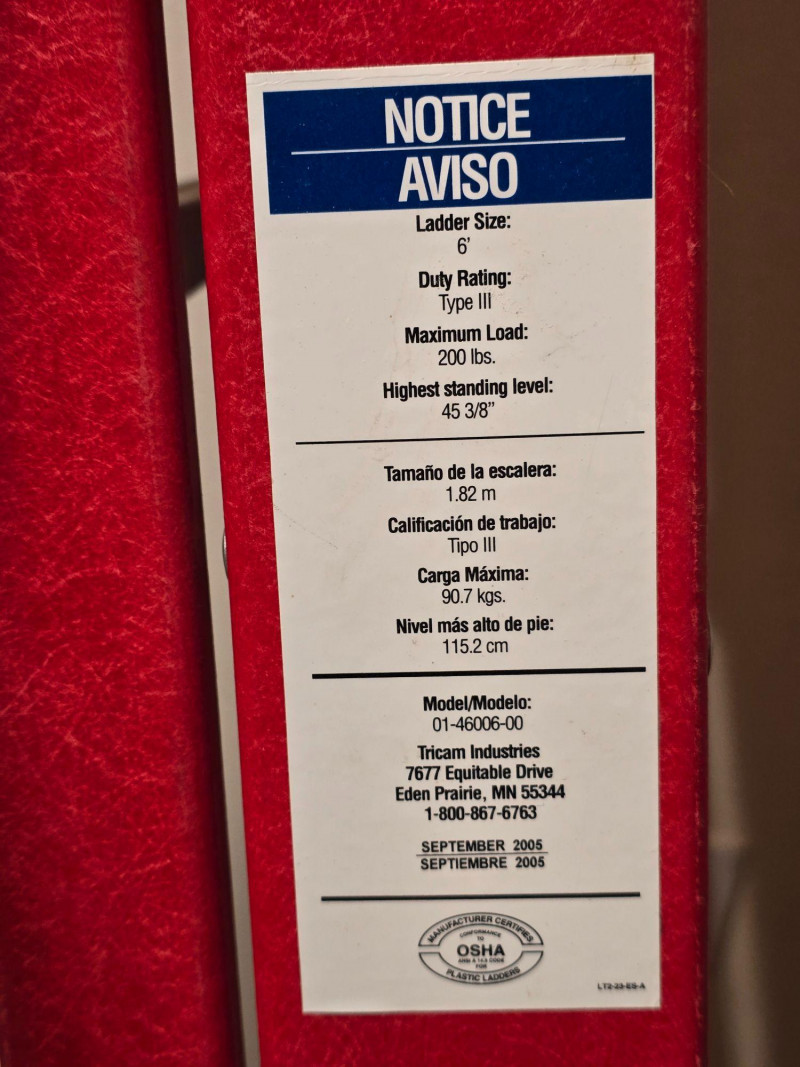 NOTICE
AVISO
Ladder Size:
6'
Duty Rating:
Type III
Maximum Load:
200 lbs.
Highest standing level:
45 3/8”
Tamaño de la escalera:
1.82 m
Calificación de trabajo:
Tipo III
Carga Máxima:
90.7 kgs.
Nivel más alto de pie:
115.2 cm
Model/Modelo:
01-46006-00
Tricam Industries
7677 Equitable Drive
Eden Prairie, MN 55344
1-800-867-6763
SEPTEMBER 2005
SEPTIEMBRE 2005
MANUFACTURER CERTIFIES
CONFORMANCE
TO
OSHA
FOR
PLASTIC LADDERS